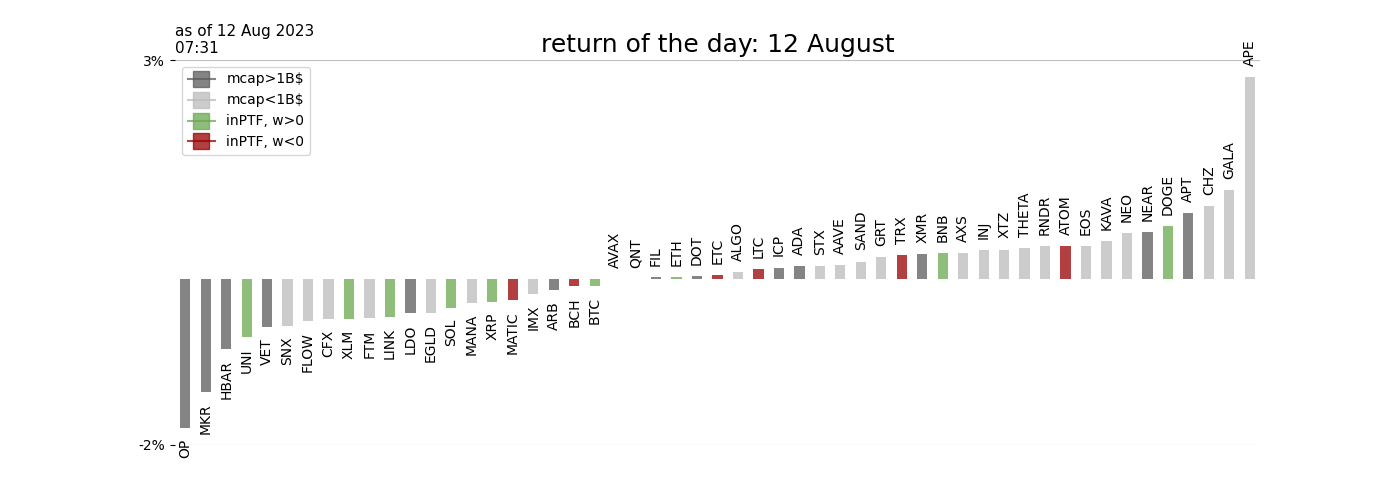 as of 12 Aug 2023
07:31
return of the day: 12 August
3%
-2%
mcap>1B$
mcap<1B$
inPTF, w>0
inPTF, w<0
OP
MKR
HBAR
UNI
VET
SNX
FLOW
CFX
XLM
FTM
LINK
LDO
EGLD
SOL
MANA
XRP
MATIC
IMX
ARB
BCH
BTC
AVAX
QNT
FIL
ETH
DOT
ETC
ALGO
LTC
ICP
ADA
STX
AAVE
SAND
GRT
TRX
XMR
BNB
AXS
INJ
XTZ
THETA
RNDR
ATOM
EOS
KAVA
NEO
NEAR
DOGE
APT
CHZ
GALA
APE